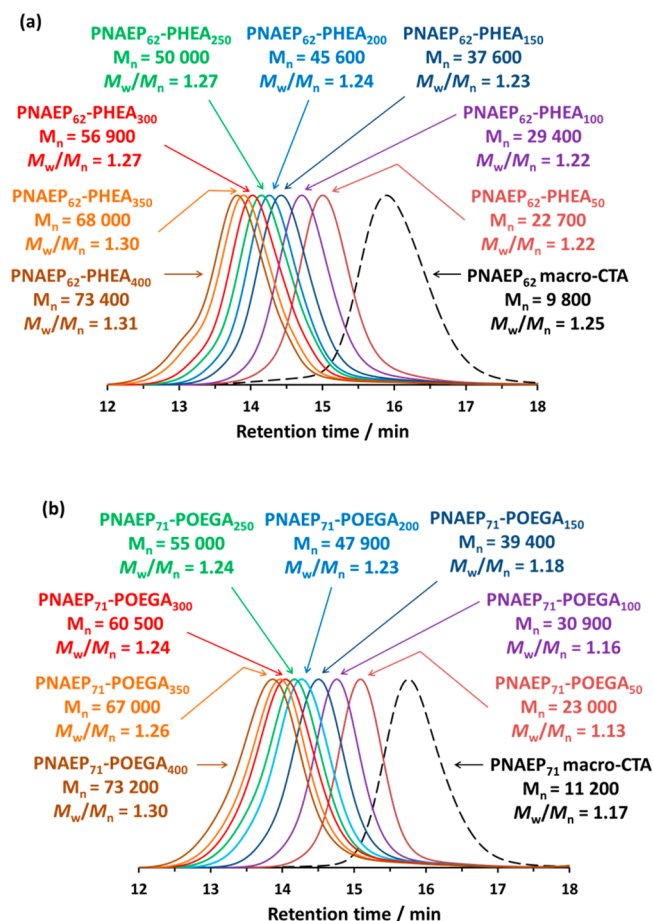 (a)
PNAEP₆₂-PHEA₂₅₀
Mₙ = 50 000
Mw/Mₙ = 1.27
PNAEP₆₂-PHEA₂₀₀
Mₙ = 45 600
Mw/Mₙ = 1.24
PNAEP₆₂-PHEA₁₅₀
Mₙ = 37 600
Mw/Mₙ = 1.23
PNAEP₆₂-PHEA₃₀₀
Mₙ = 56 900
Mw/Mₙ = 1.27
PNAEP₆₂-PHEA₁₀₀
Mₙ = 29 400
Mw/Mₙ = 1.22
PNAEP₆₂-PHEA₃₅₀
Mₙ = 68 000
Mw/Mₙ = 1.30
PNAEP₆₂-PHEA₅₀
Mₙ = 22 700
Mw/Mₙ = 1.22
PNAEP₆₂-PHEA₄₀₀
Mₙ = 73 400
Mw/Mₙ = 1.31
PNAEP₆₂ macro-CTA
Mₙ = 9 800
Mw/Mₙ = 1.25
12 13 14 15 16 17 18
Retention time / min
(b)
PNAEP₇₁-POEGA₂₅₀
Mₙ = 55 000
Mw/Mₙ = 1.24
PNAEP₇₁-POEGA₂₀₀
Mₙ = 47 900
Mw/Mₙ = 1.23
PNAEP₇₁-POEGA₁₅₀
Mₙ = 39 400
Mw/Mₙ = 1.18
PNAEP₇₁-POEGA₃₀₀
Mₙ = 60 500
Mw/Mₙ = 1.24
PNAEP₇₁-POEGA₁₀₀
Mₙ = 30 900
Mw/Mₙ = 1.16
PNAEP₇₁-POEGA₃₅₀
Mₙ = 67 000
Mw/Mₙ = 1.26
PNAEP₇₁-POEGA₅₀
Mₙ = 23 000
Mw/Mₙ = 1.13
PNAEP₇₁-POEGA₄₀₀
Mₙ = 73 200
Mw/Mₙ = 1.30
PNAEP₇₁ macro-CTA
Mₙ = 11 200
Mw/Mₙ = 1.17
12 13 14 15 16 17 18
Retention time / min